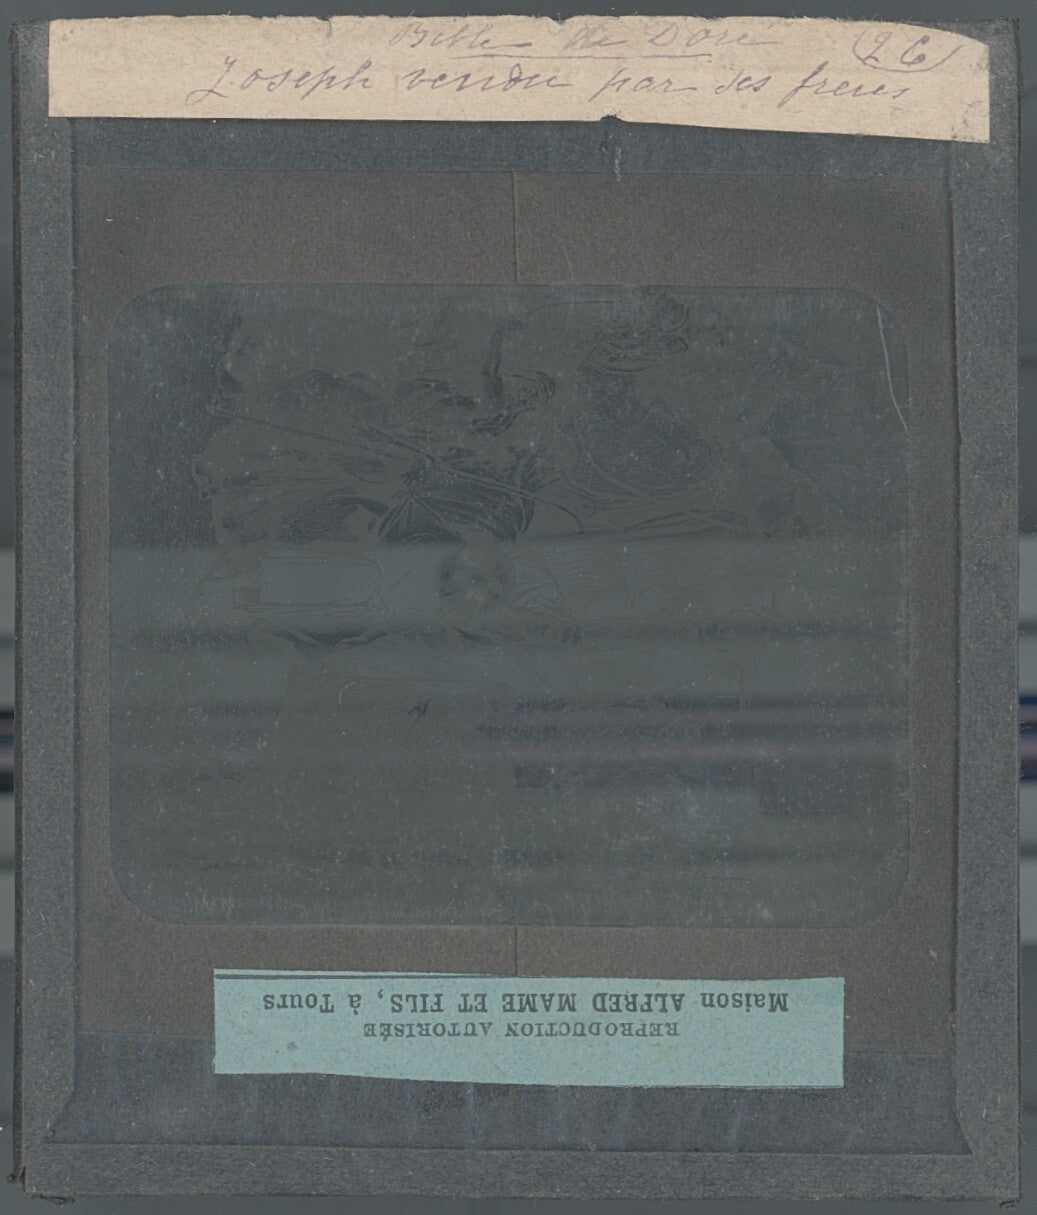 Bible de Doré 26
Joseph vendu par ses frères
REPRODUCTION AUTORISÉE
Maison ALFRED MAME ET FILS, à Tours